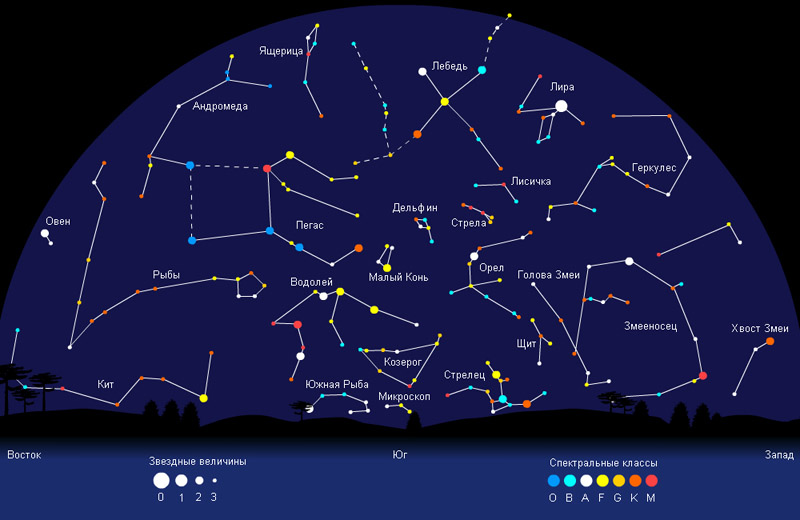 Ящерица
Лебедь
Лира
Андромеда
Геркулес
Лисичка
Дельфин
Овен
Пегас
Стрела
Рыбы
Водолей
Малый Конь
Орел
Голова Змеи
Змееносец
Хвост Змеи
Щит
Козерог
Кит
Южная Рыба
Стрелец
Микроскоп
Восток
Юг
Запад
Звездные величины
0 1 2 3
Спектральные классы
O B A F G K M